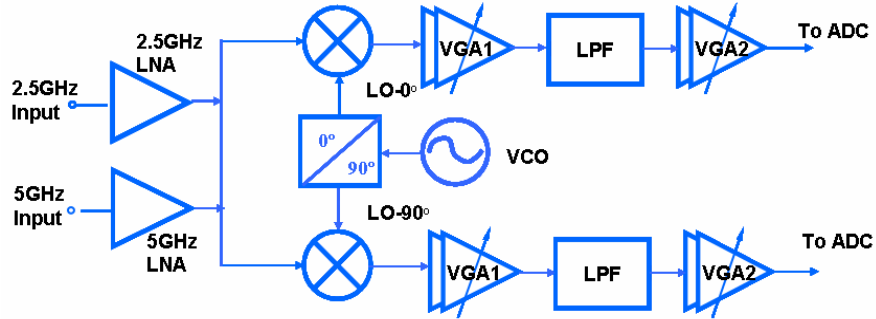 2.5GHz
LNA
2.5GHz
Input
VGA1
LPF
VGA2
To ADC
LO-0°
0°
90°
VCO
5GHz
Input
5GHz
LNA
LO-90°
VGA1
LPF
VGA2
To ADC